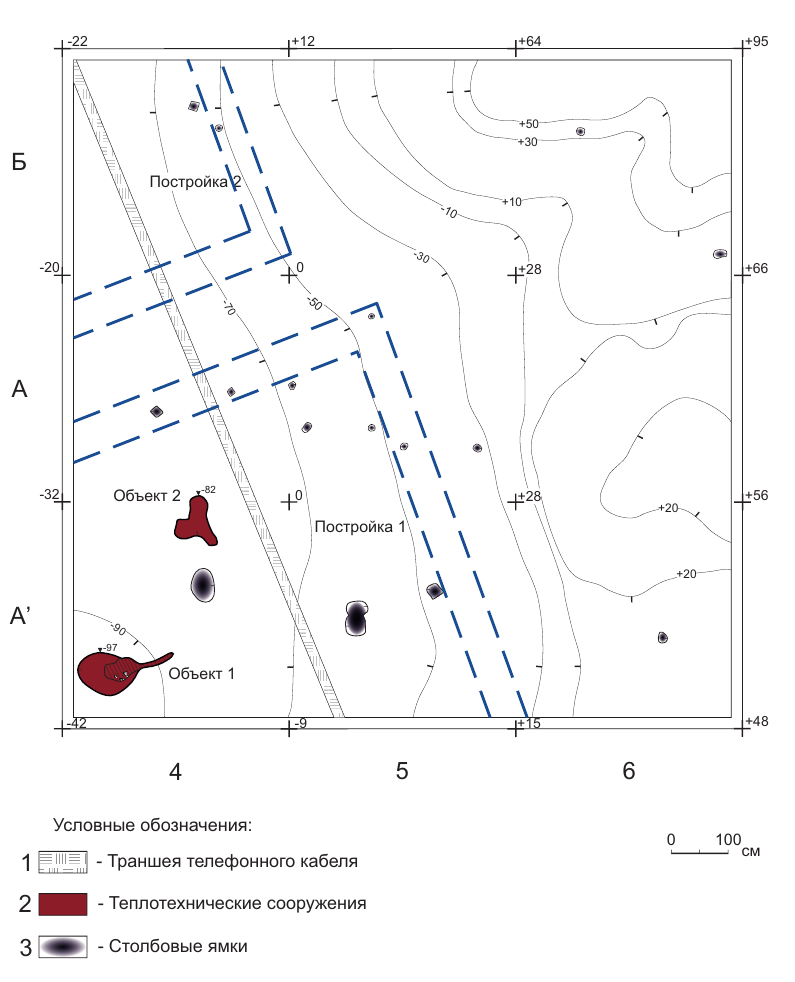 -22 +12 +64 +95
+50
+30
Б
Постройка 2
+10
-10
-30
-20 0 +28 +66
-70 -50
А
Объект 2 -82
-32 0 +28 +56
+20
Постройка 1
+20
А’
-90
-97
Объект 1
-42 -9 +15 +48
4 5 6
Условные обозначения:
0 100
см
1 - Траншея телефонного кабеля
2 - Теплотехнические сооружения
3 - Столбовые ямки